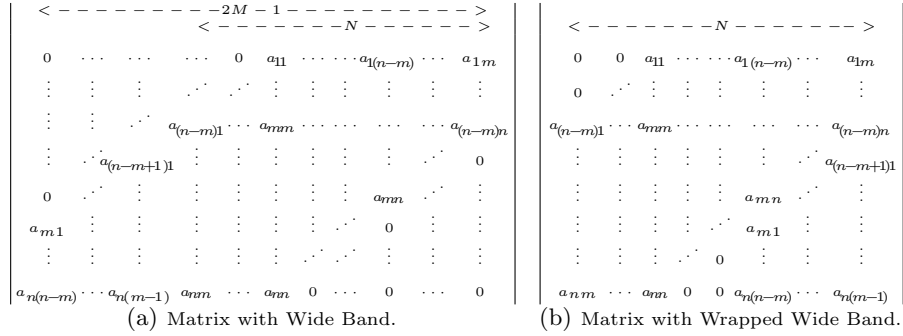 < - - - - - - - - - 2M - 1 - - - - - - - - - >
< - - - - - - - N - - - - - - - >
0 ··· ··· ··· 0 a11 ··· ··· a1(n−m) ··· a1m
⋮ ⋮ ⋮ ⋰ ⋰ ⋮ ⋮ ⋮ ⋮ ⋮ ⋮
⋮ ⋮ ⋰ a(n−m)1 ··· amm ··· ··· ··· ··· a(n−m)n
⋮ ⋰ a(n−m+1)1 ⋮ ⋮ ⋮ ⋮ ⋮ ⋮ ⋰ 0
0 ⋰ ⋮ ⋮ ⋮ ⋮ ⋮ ⋮ amn ⋰ ⋮
am1 ⋮ ⋮ ⋮ ⋮ ⋮ ⋮ ⋰ 0 ⋮ ⋮
⋮ ⋮ ⋮ ⋮ ⋮ ⋮ ⋰ ⋰ ⋮ ⋮ ⋮
an(n−m) ··· an(m−1) anm ··· ann 0 ··· 0 ··· 0
(a) Matrix with Wide Band.
< - - - - - - - N - - - - - - - >
0 0 a11 ··· ··· a1(n−m) ··· a1m
0 ⋰ ⋮ ⋮ ⋮ ⋮ ⋮ ⋮
a(n−m)1 ··· amm ··· ··· ··· ··· a(n−m)n
⋮ ⋮ ⋮ ⋮ ⋮ ⋮ ⋰ a(n−m+1)1
⋮ ⋮ ⋮ ⋮ ⋮ amn ⋰ ⋮
⋮ ⋮ ⋮ ⋮ ⋰ am1 ⋮ ⋮
⋮ ⋮ ⋮ ⋰ 0 ⋮ ⋮ ⋮
anm ··· ann 0 0 an(n−m) ··· an(m−1)
(b) Matrix with Wrapped Wide Band.